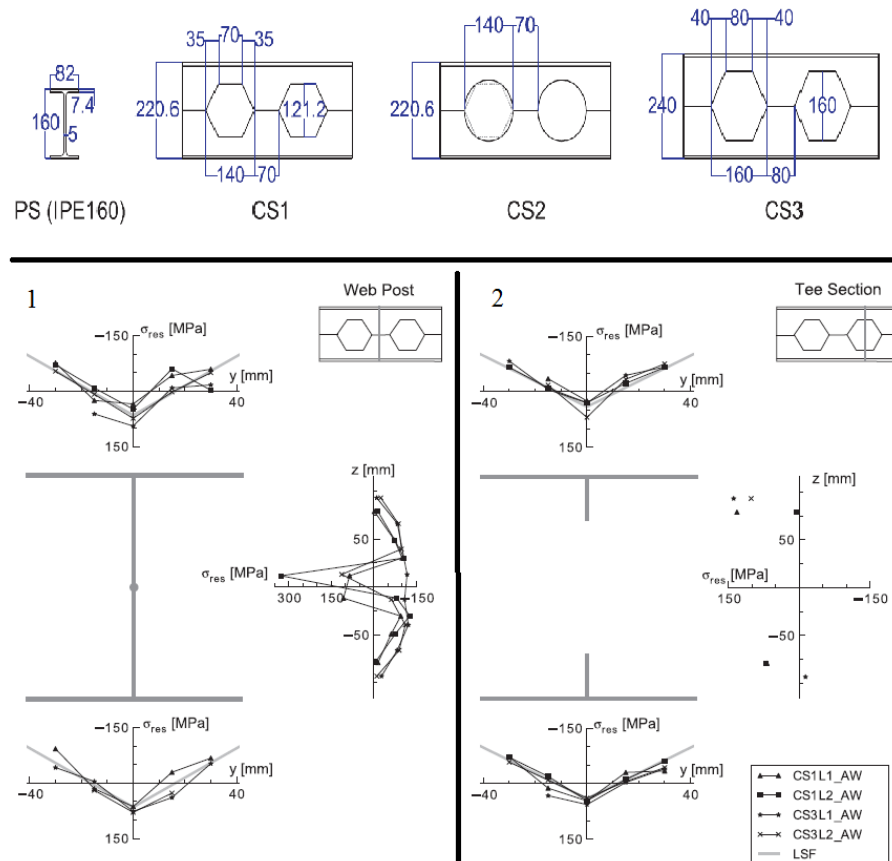 35 70 35
140 70
40 80 40
82
7.4
160
5
220.6
121.2
140 70
220.6
240
160
160 80
PS (IPE160)
CS1
CS2
CS3
1
Web Post
−150 σres [MPa]
y [mm]
−40 40
150
z [mm]
50
σres [MPa]
300 150 −150
−50
−150 σres [MPa]
y [mm]
−40 40
150
2
Tee Section
−150 σres [MPa]
y [mm]
−40 40
150
z [mm]
50
σres [MPa]
150 −150
−50
−150 σres [MPa]
y [mm]
−40 40
150
CS1L1_AW
CS1L2_AW
CS3L1_AW
CS3L2_AW
LSF